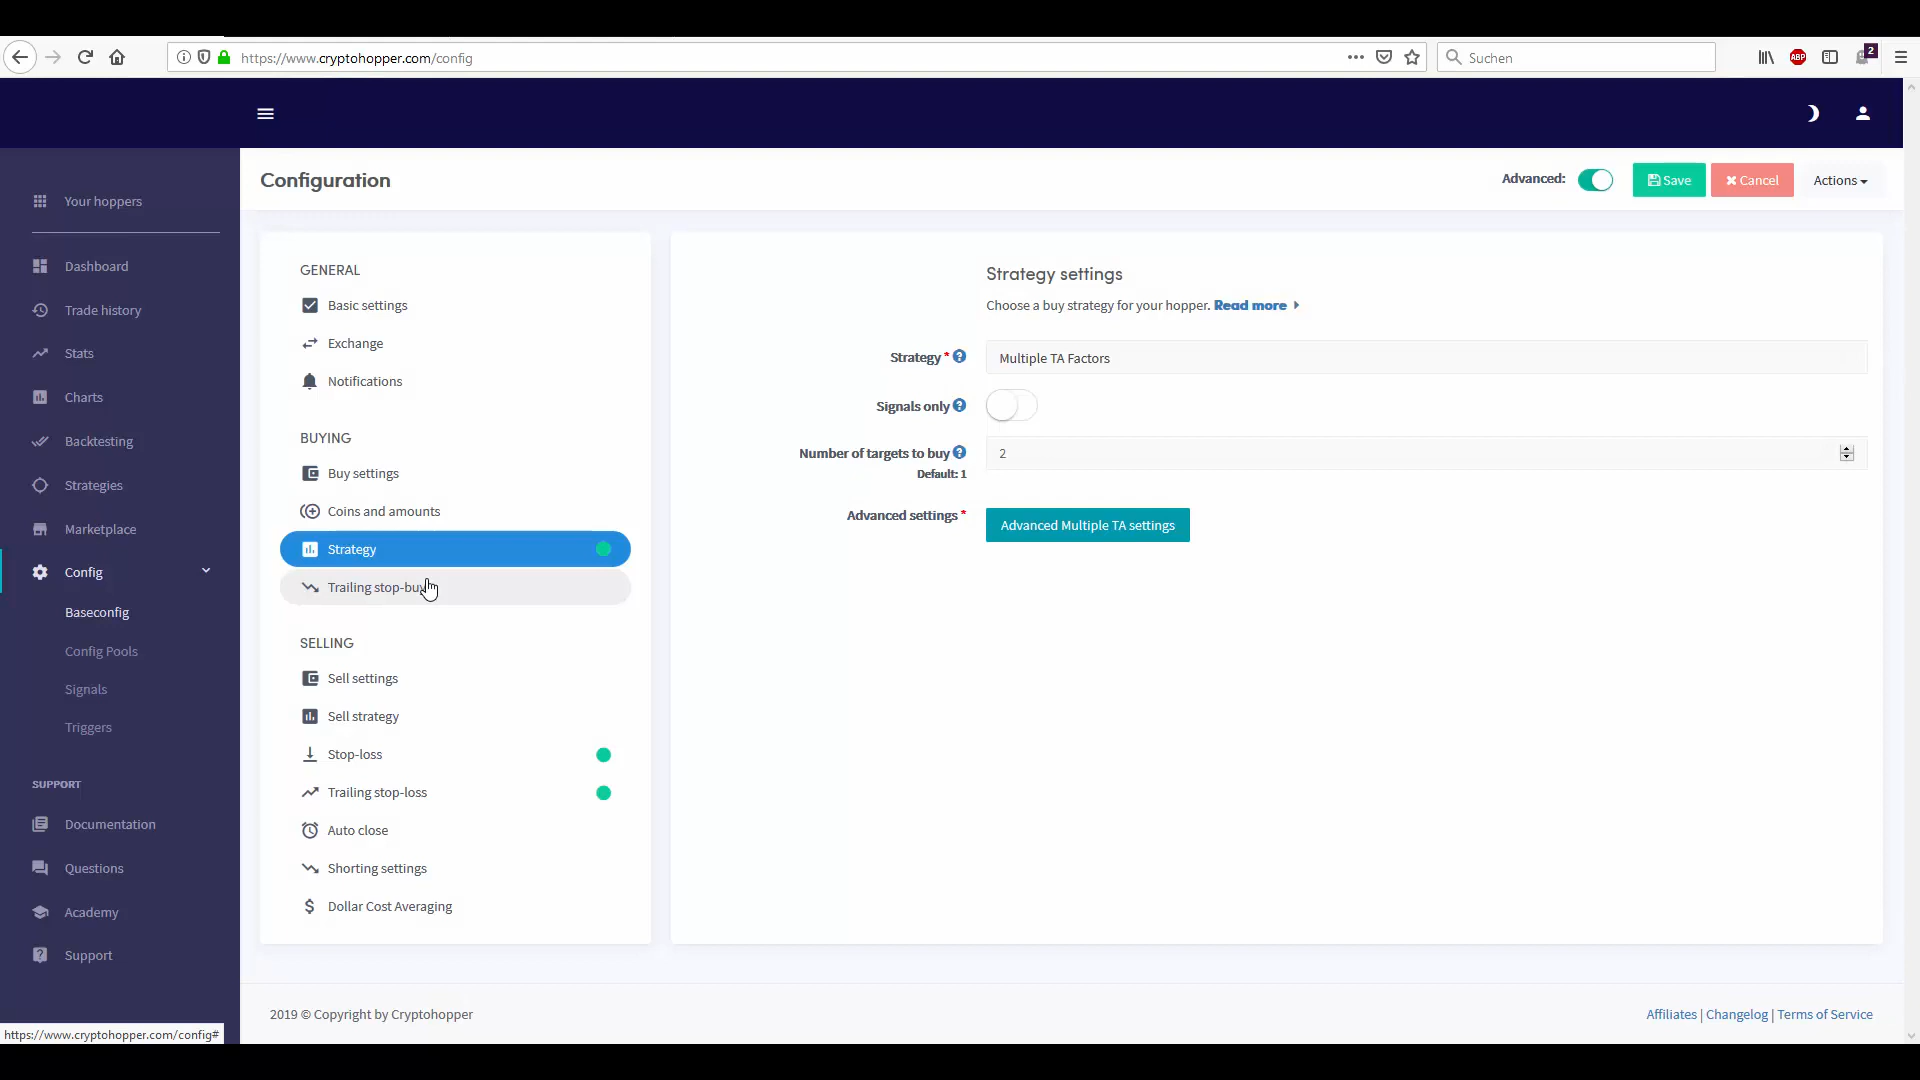 https://www.cryptohopper.com/config
Suchen
ABP
2
Configuration
Advanced:
Save
Cancel
Actions
Your hoppers
Dashboard
Trade history
Stats
Charts
Backtesting
Strategies
Marketplace
Config
Baseconfig
Config Pools
Signals
Triggers
SUPPORT
Documentation
Questions
Academy
Support
GENERAL
Basic settings
Exchange
Notifications
BUYING
Buy settings
Coins and amounts
Strategy
Trailing stop-buy
SELLING
Sell settings
Sell strategy
Stop-loss
Trailing stop-loss
Auto close
Shorting settings
Dollar Cost Averaging
Strategy settings
Choose a buy strategy for your hopper. Read more
Strategy * Multiple TA Factors
Signals only
Number of targets to buy 2
Default: 1
Advanced settings * Advanced Multiple TA settings
2019 © Copyright by Cryptohopper
Affiliates | Changelog | Terms of Service
https://www.cryptohopper.com/config#